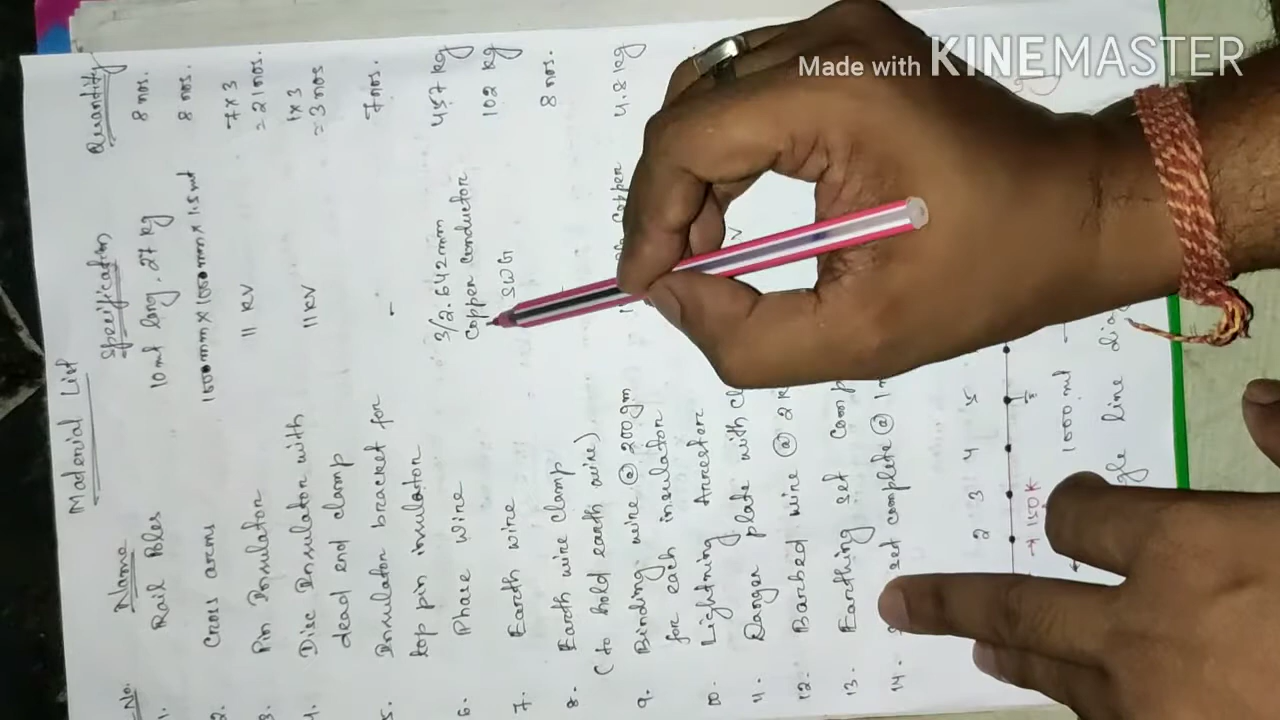 Made with KINEMASTER
Material List
No. Name Specification Quantity
1. Rail Poles 10 mt long. 27 kg 8 nos.
2. Cross arms 1500mm x 1000mm x 1.5mt 8 nos.
3. Pin Insulator 11 KV 7x3
= 21 nos.
4. Disc Insulator with 11 KV 1x3
dead end clamp = 3 nos
5. Insulator bracket for - 7 nos.
top pin insulator
6. Phase wire 3/2.642mm 457 kg
Copper Conductor
7. Earth wire SWG 102 kg
8. Earth wire clamp 8 nos.
(to hold earth wire)
9. Binding wire @ 200 gm Copper 4.8 kg
for each insulator
10. Lightning Arrestor
11. Danger plate with
12. Barbed wire @ 2
13. Earthing set
14. set complete @
2 3 4 5
150
1000 mt
line